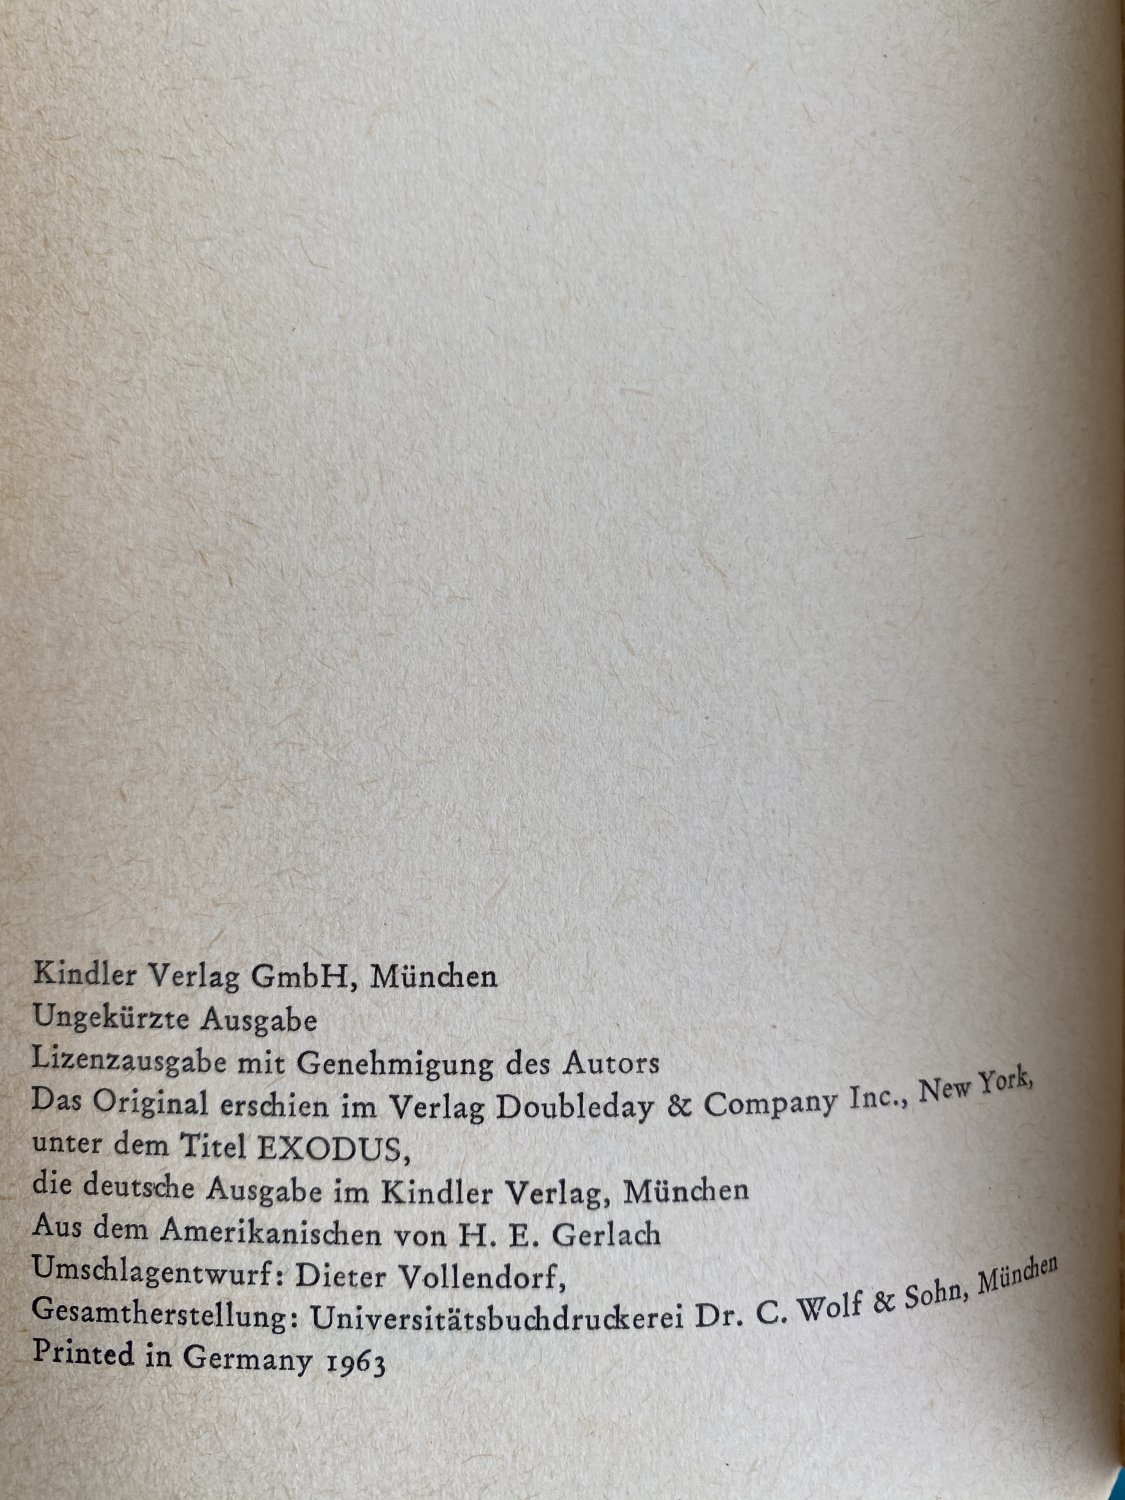 Kindler Verlag GmbH, München
Ungekürzte Ausgabe
Lizenzausgabe mit Genehmigung des Autors
Das Original erschien im Verlag Doubleday & Company Inc., New York,
unter dem Titel EXODUS,
die deutsche Ausgabe im Kindler Verlag, München
Aus dem Amerikanischen von H. E. Gerlach
Umschlagentwurf: Dieter Vollendorf,
Gesamtherstellung: Universitätsbuchdruckerei Dr. C. Wolf & Sohn, München
Printed in Germany 1963